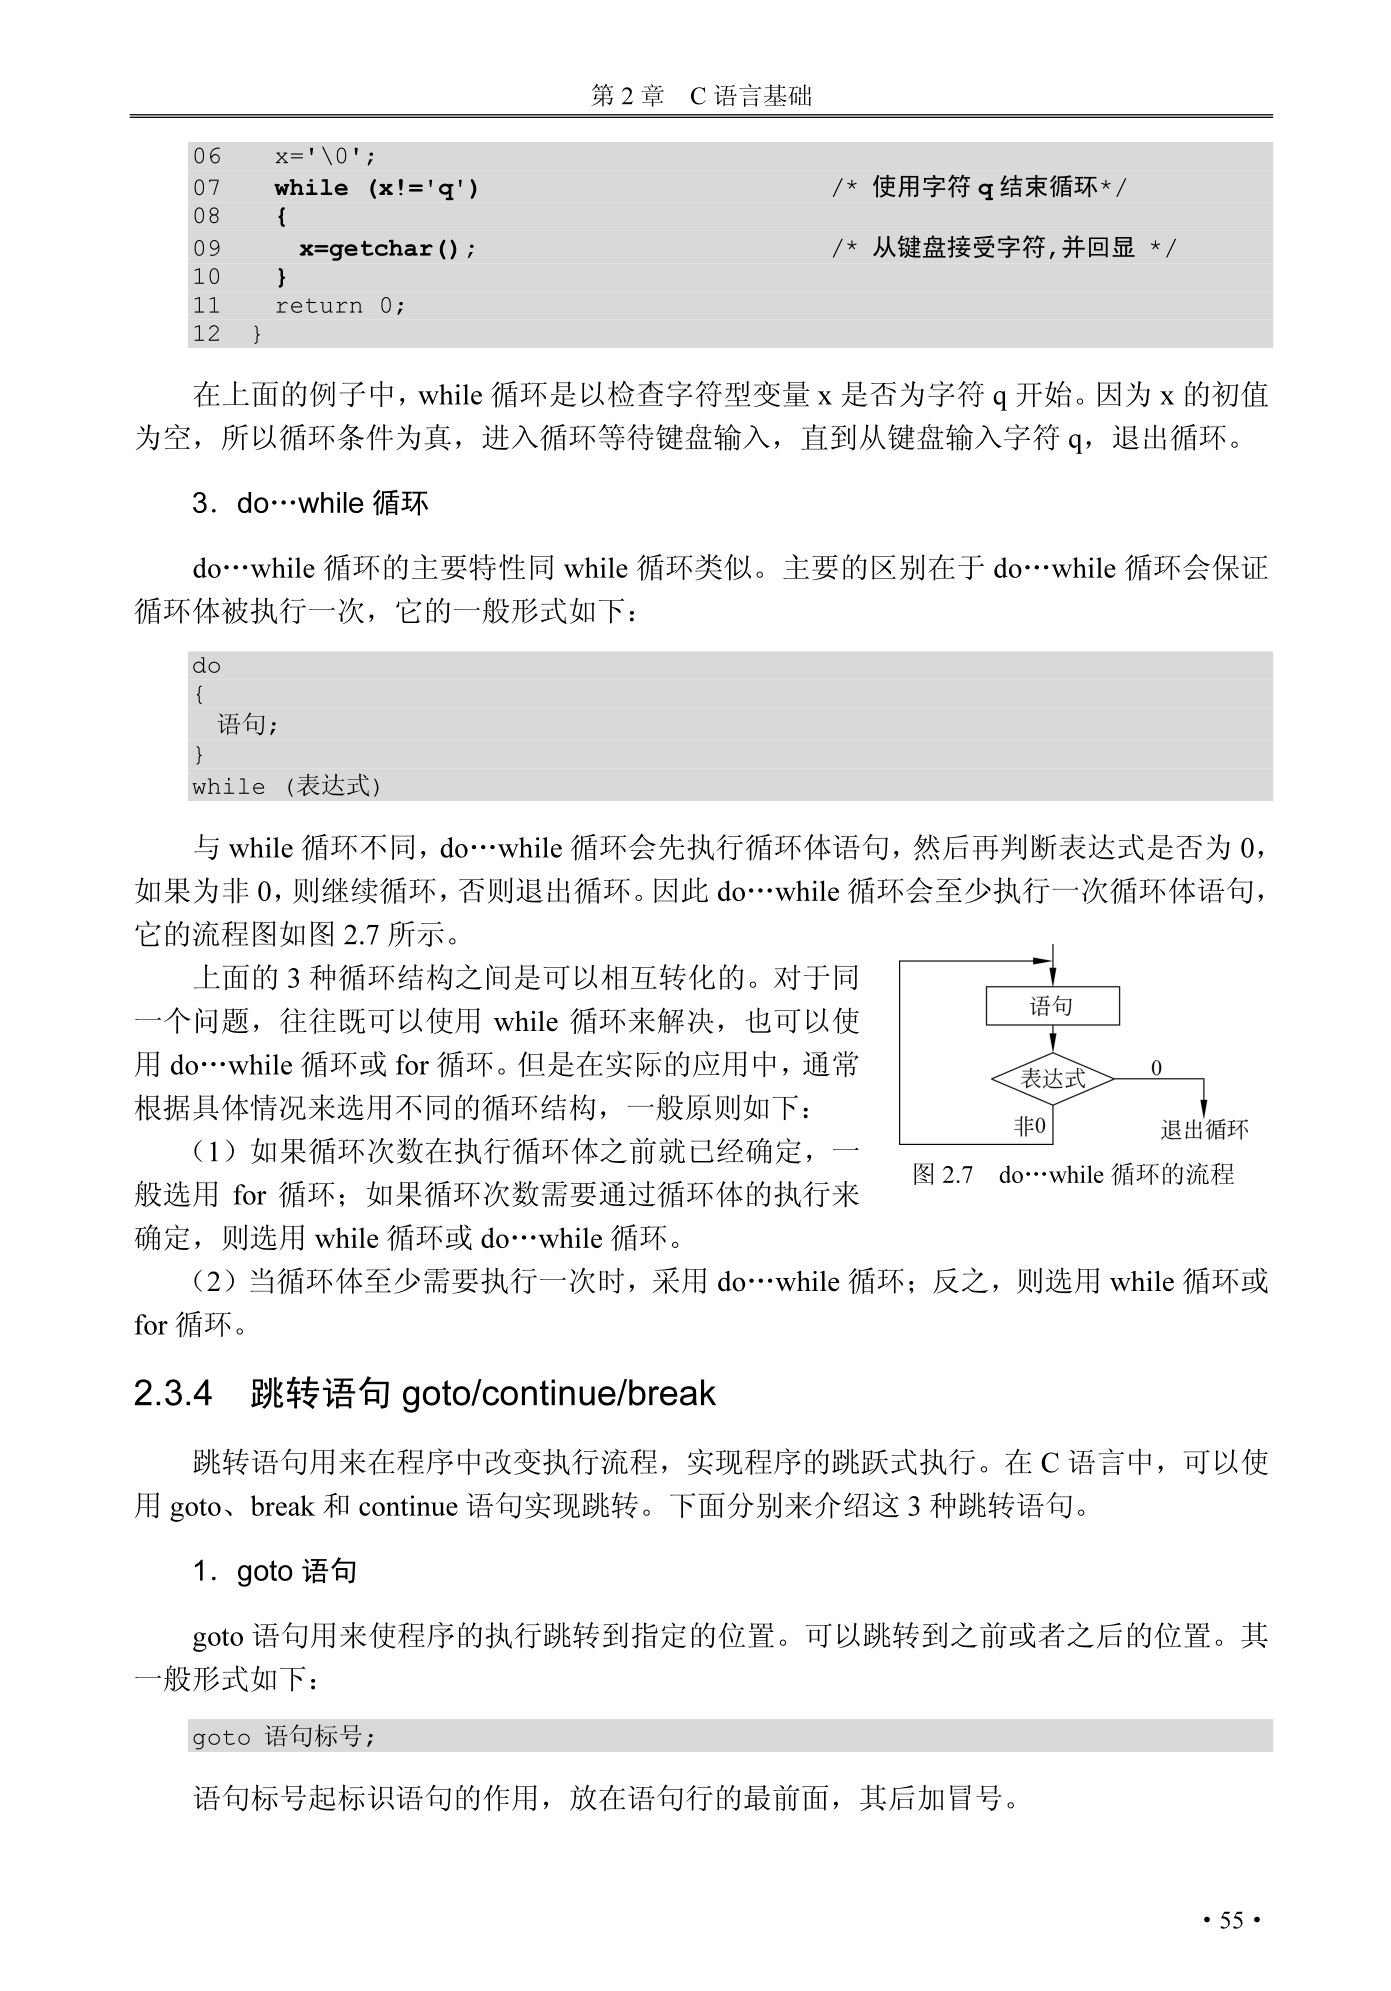 第 2 章　C 语言基础
06　x='\0';
07　while (x!='q')　/* 使用字符 q 结束循环*/
08　{
09　　x=getchar();　/* 从键盘接受字符,并回显 */
10　}
11　return 0;
12　}
在上面的例子中，while 循环是以检查字符型变量 x 是否为字符 q 开始。因为 x 的初值
为空，所以循环条件为真，进入循环等待键盘输入，直到从键盘输入字符 q，退出循环。
3．do…while 循环
do…while 循环的主要特性同 while 循环类似。主要的区别在于 do…while 循环会保证
循环体被执行一次，它的一般形式如下：
do
{
语句;
}
while (表达式)
与 while 循环不同，do…while 循环会先执行循环体语句，然后再判断表达式是否为 0，
如果为非 0，则继续循环，否则退出循环。因此 do…while 循环会至少执行一次循环体语句，
它的流程图如图 2.7 所示。
上面的 3 种循环结构之间是可以相互转化的。对于同
一个问题，往往既可以使用 while 循环来解决，也可以使
用 do…while 循环或 for 循环。但是在实际的应用中，通常
根据具体情况来选用不同的循环结构，一般原则如下：
（1）如果循环次数在执行循环体之前就已经确定，一
般选用 for 循环；如果循环次数需要通过循环体的执行来
确定，则选用 while 循环或 do…while 循环。
语句
表达式
0
非0
退出循环
图 2.7　do…while 循环的流程
（2）当循环体至少需要执行一次时，采用 do…while 循环；反之，则选用 while 循环或
for 循环。
2.3.4　跳转语句 goto/continue/break
跳转语句用来在程序中改变执行流程，实现程序的跳跃式执行。在 C 语言中，可以使
用 goto、break 和 continue 语句实现跳转。下面分别来介绍这 3 种跳转语句。
1．goto 语句
goto 语句用来使程序的执行跳转到指定的位置。可以跳转到之前或者之后的位置。其
一般形式如下：
goto 语句标号;
语句标号起标识语句的作用，放在语句行的最前面，其后加冒号。
·55·